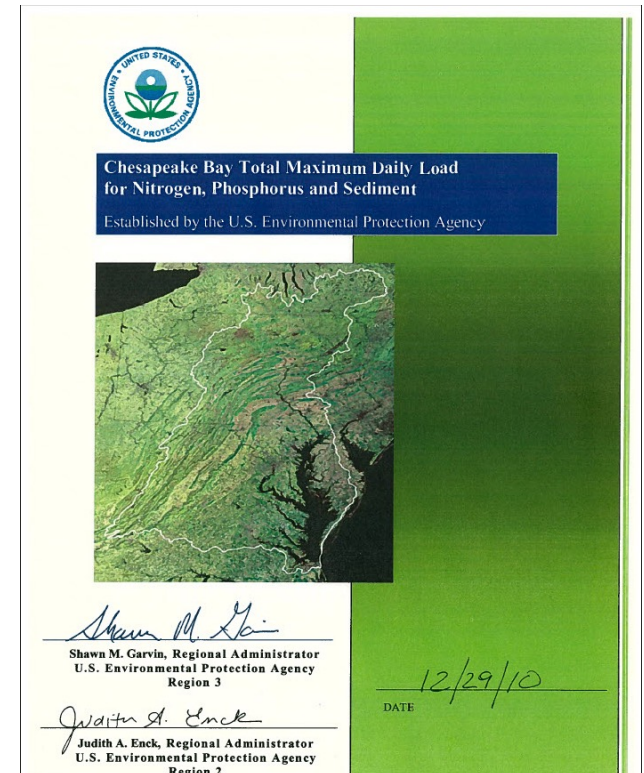 UNITED STATES
ENVIRONMENTAL PROTECTION AGENCY
Chesapeake Bay Total Maximum Daily Load
for Nitrogen, Phosphorus and Sediment
Established by the U.S. Environmental Protection Agency
Shawn M. Garvin, Regional Administrator
U.S. Environmental Protection Agency
Region 3
12/29/10
DATE
Judith A. Enck
Judith A. Enck, Regional Administrator
U.S. Environmental Protection Agency
Region 2